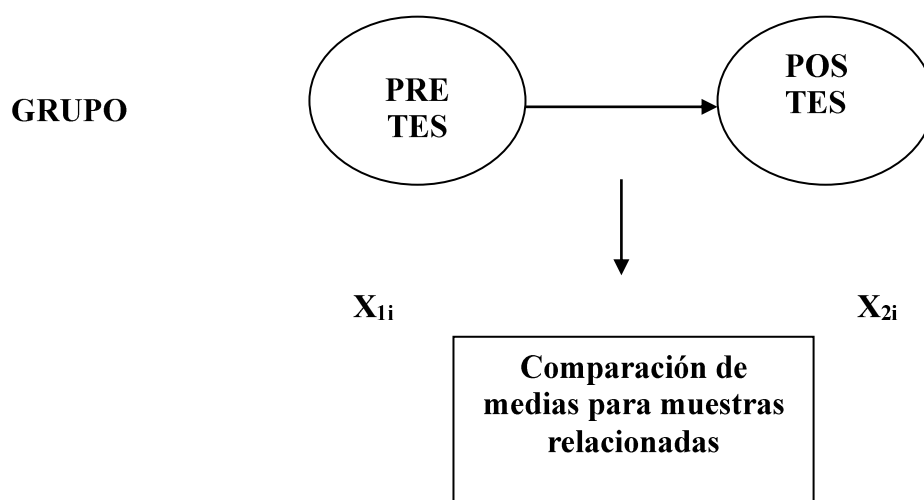 GRUPO
PRE
TES
POS
TES
X₁ᵢ
X₂ᵢ
Comparación de
medias para muestras
relacionadas